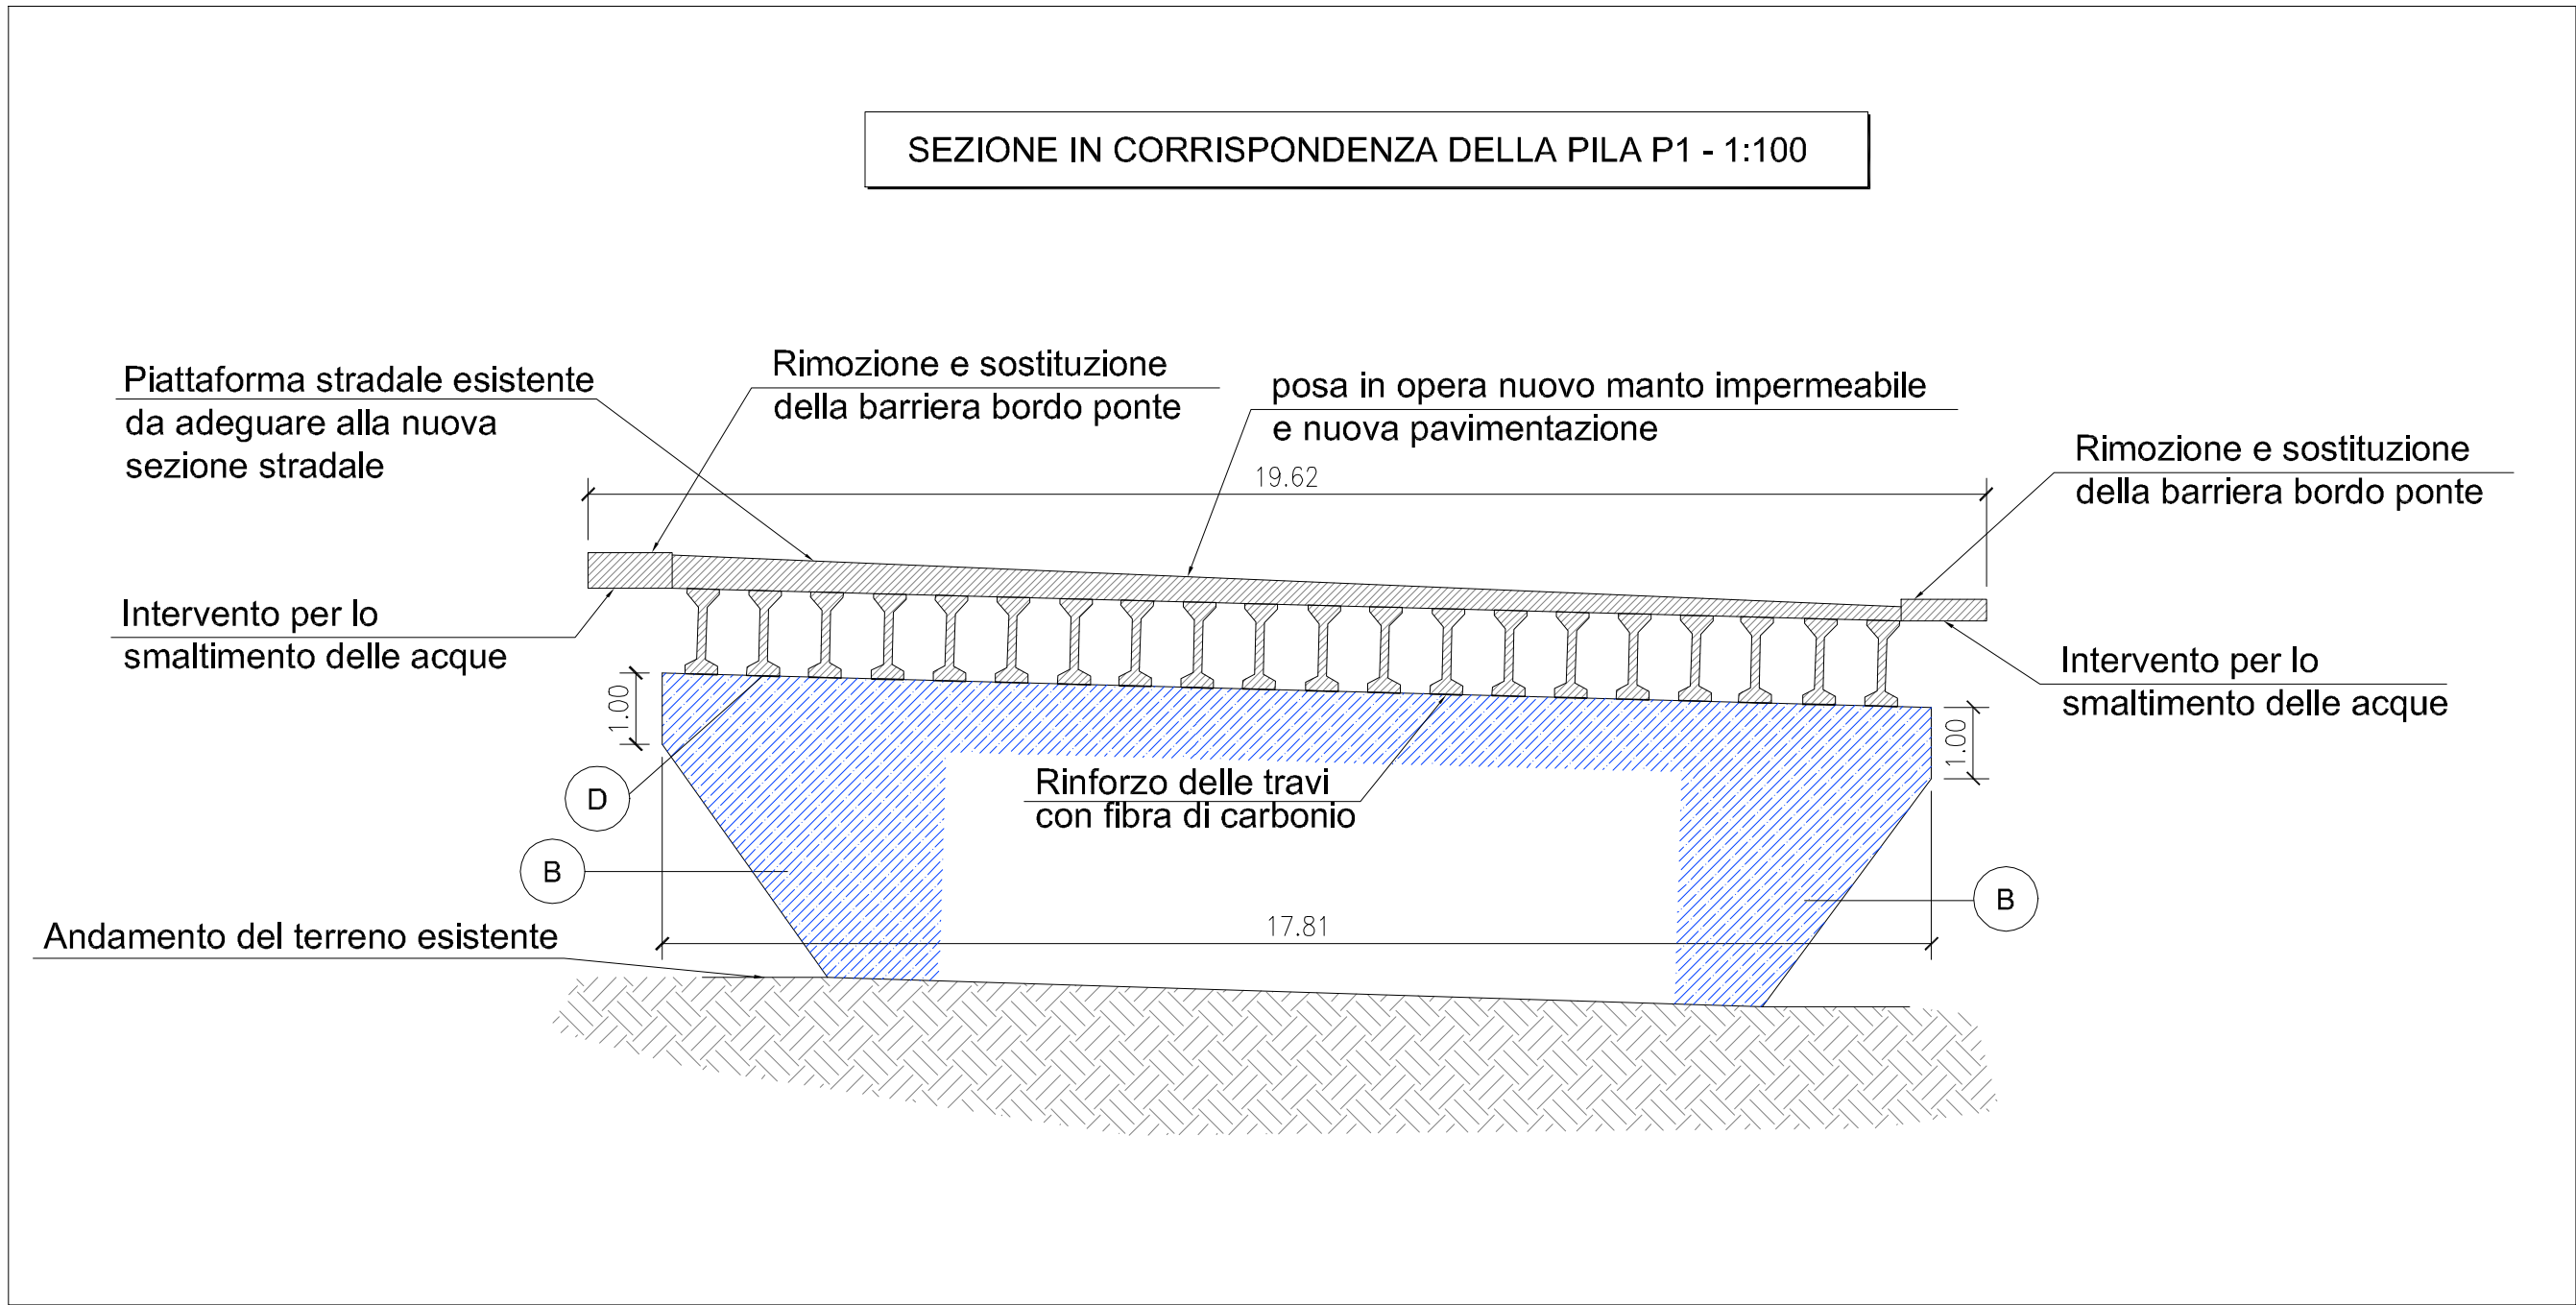 SEZIONE IN CORRISPONDENZA DELLA PILA P1 - 1:100
Piattaforma stradale esistente
da adeguare alla nuova
sezione stradale
Rimozione e sostituzione
della barriera bordo ponte
posa in opera nuovo manto impermeabile
e nuova pavimentazione
Rimozione e sostituzione
della barriera bordo ponte
19.62
Intervento per lo
smaltimento delle acque
Intervento per lo
smaltimento delle acque
1.00
1.00
D
Rinforzo delle travi
con fibra di carbonio
B
B
17.81
Andamento del terreno esistente